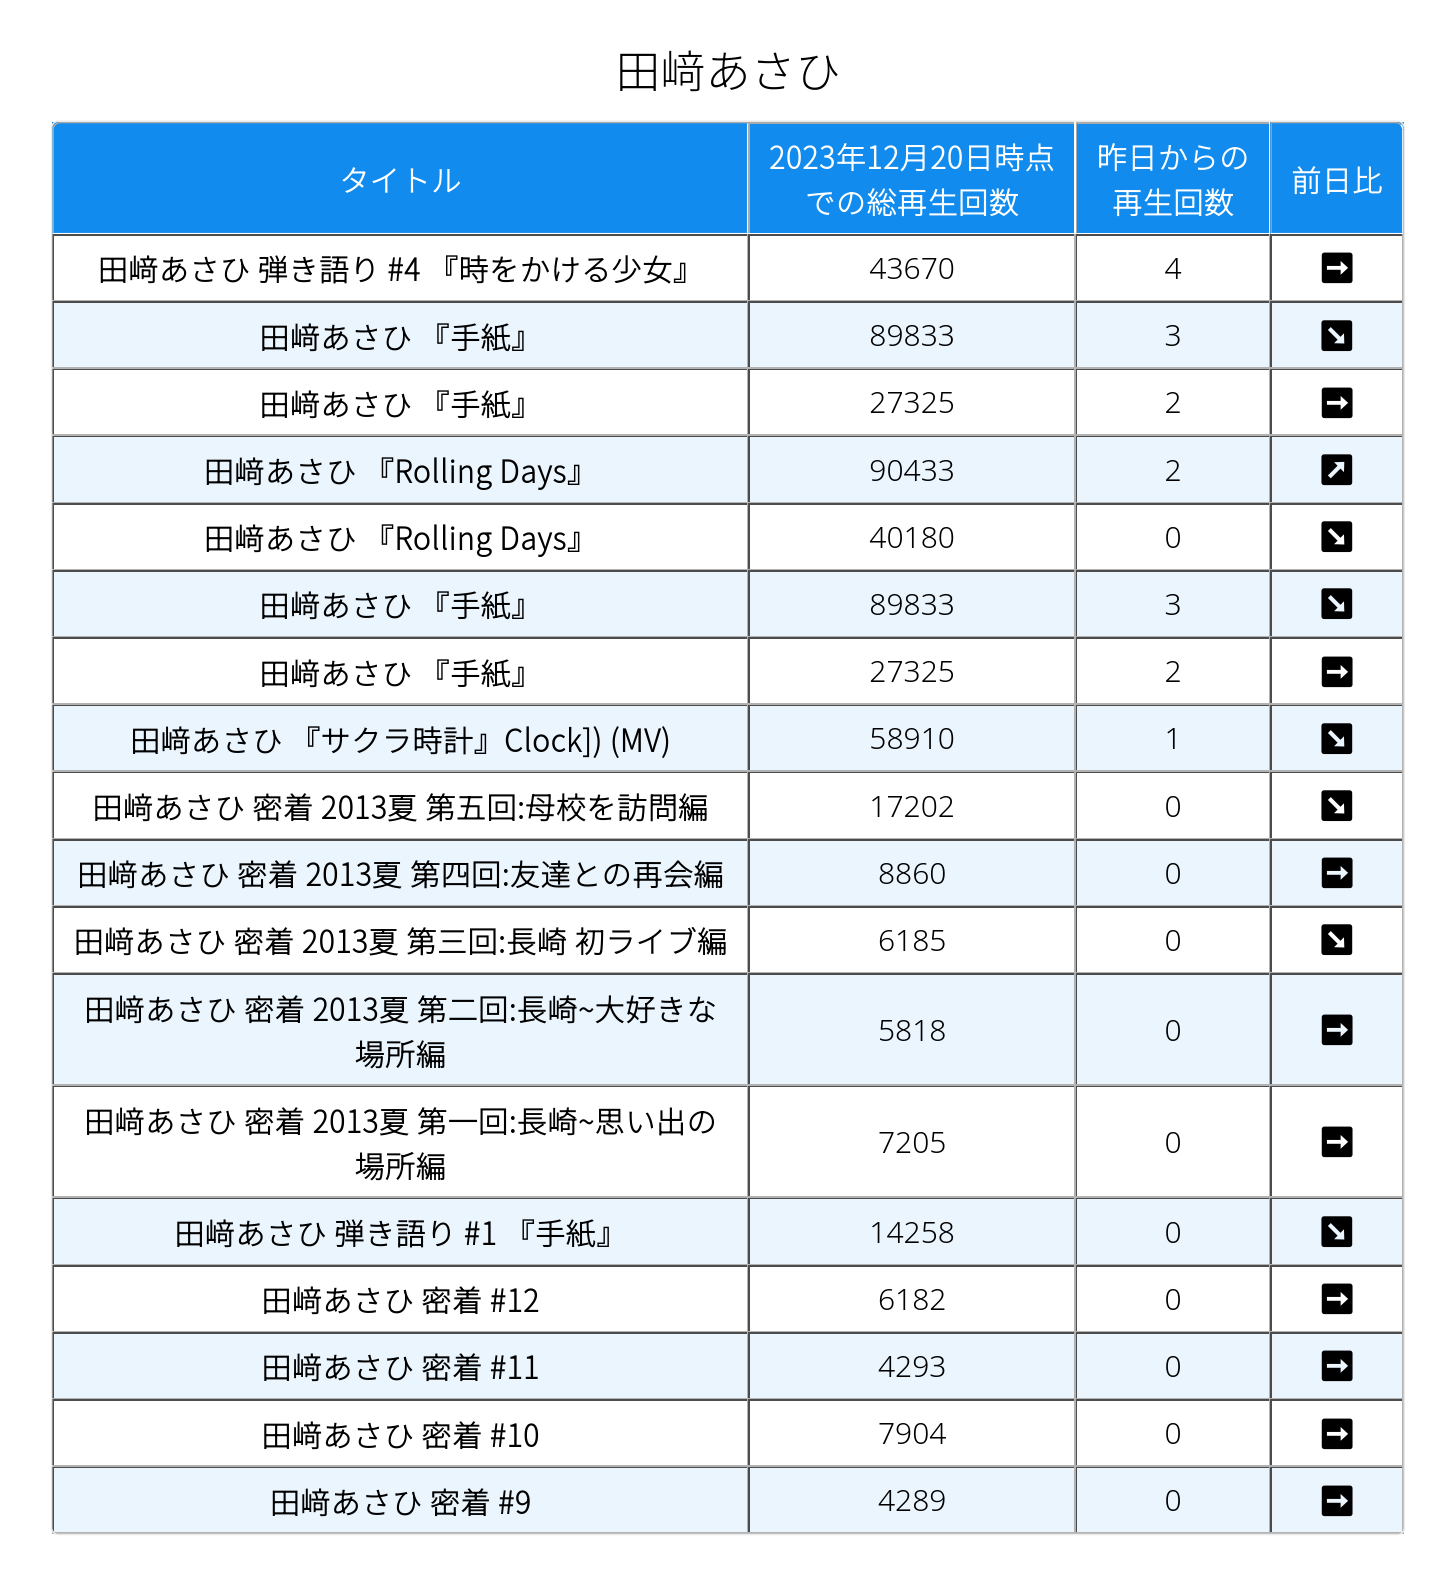 田﨑あさひ
タイトル 2023年12月20日時点 昨日からの 前日比
での総再生回数 再生回数
田﨑あさひ 弾き語り #4 『時をかける少女』 43670 4
田﨑あさひ 『手紙』 89833 3
田﨑あさひ 『手紙』 27325 2
田﨑あさひ 『Rolling Days』 90433 2
田﨑あさひ 『Rolling Days』 40180 0
田﨑あさひ 『手紙』 89833 3
田﨑あさひ 『手紙』 27325 2
田﨑あさひ 『サクラ時計』Clock]) (MV) 58910 1
田﨑あさひ 密着 2013夏 第五回:母校を訪問編 17202 0
田﨑あさひ 密着 2013夏 第四回:友達との再会編 8860 0
田﨑あさひ 密着 2013夏 第三回:長崎 初ライブ編 6185 0
田﨑あさひ 密着 2013夏 第二回:長崎~大好きな
場所編 5818 0
田﨑あさひ 密着 2013夏 第一回:長崎~思い出の
場所編 7205 0
田﨑あさひ 弾き語り #1 『手紙』 14258 0
田﨑あさひ 密着 #12 6182 0
田﨑あさひ 密着 #11 4293 0
田﨑あさひ 密着 #10 7904 0
田﨑あさひ 密着 #9 4289 0